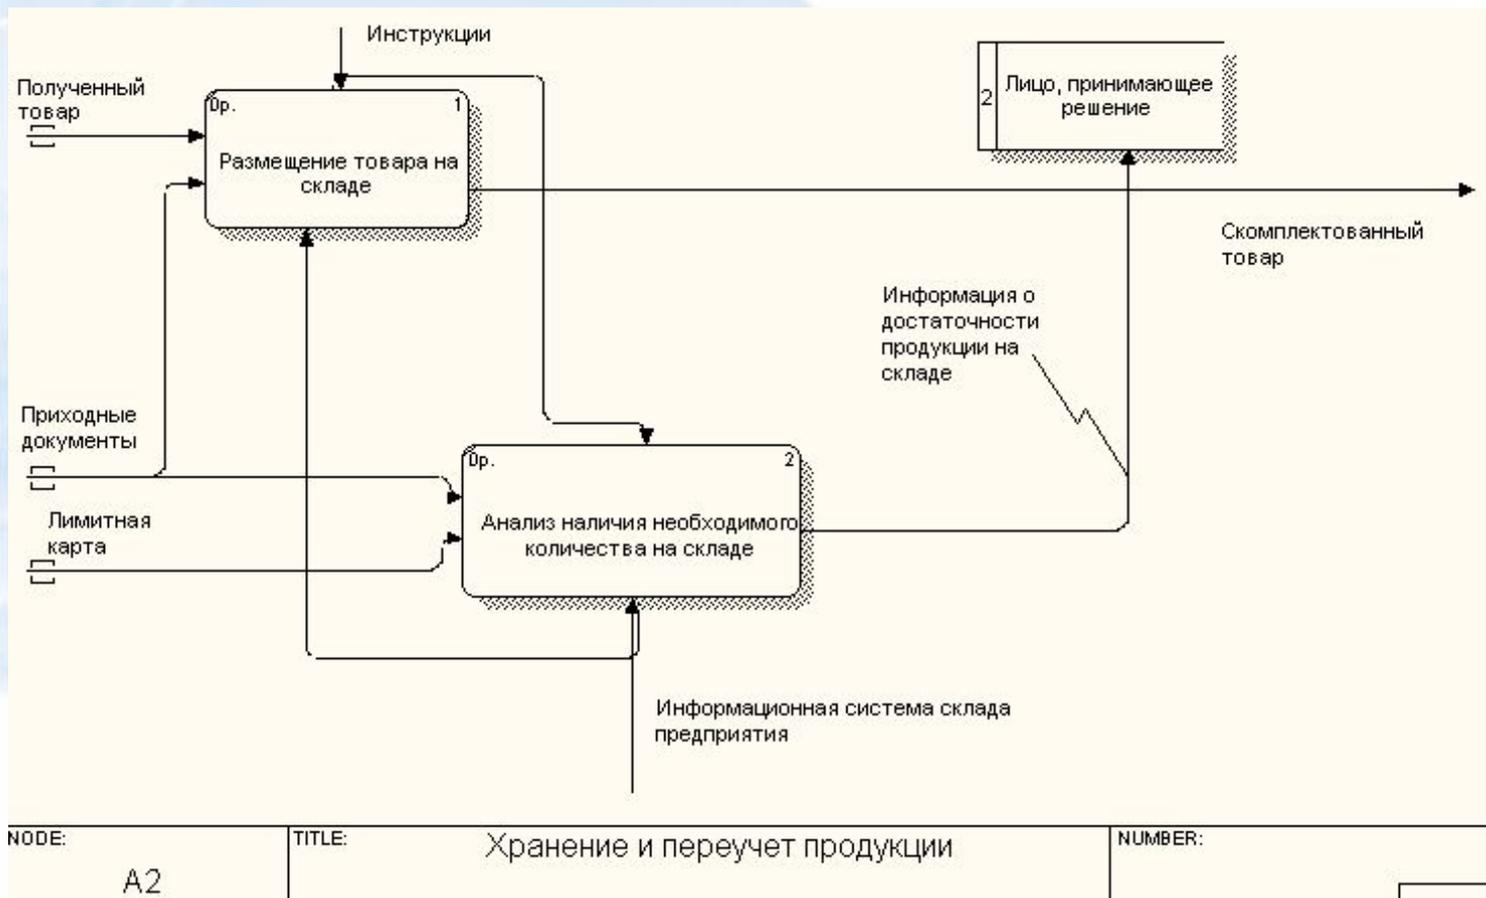 Инструкции
Полученный
товар
0р.
1
Размещение товара на
складе
2
Лицо, принимающее
решение
Скомплектованный
товар
Информация о
достаточности
продукции на
складе
Приходные
документы
Лимитная
карта
0р.
2
Анализ наличия необходимого
количества на складе
Информационная система склада
предприятия
NODE:
A2
TITLE:
Хранение и переучет продукции
NUMBER: